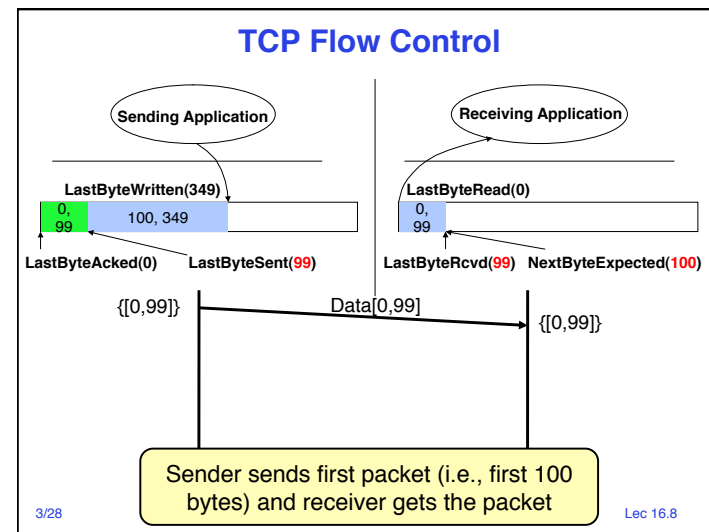 TCP Flow Control
Sending Application
Receiving Application
LastByteWritten(349)
LastByteRead(0)
0,
99
100, 349
0,
99
LastByteAcked(0)
LastByteSent(99)
LastByteRcvd(99)
NextByteExpected(100)
{[0,99]}
Data[0,99]
{[0,99]}
Sender sends first packet (i.e., first 100
bytes) and receiver gets the packet
3/28
Lec 16.8